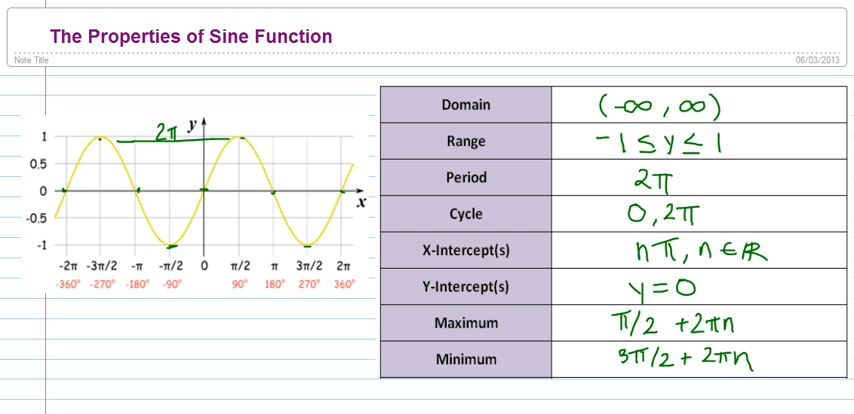 The Properties of Sine Function
Note Title
06/03/2013
2π
y
1
0.5
0
-0.5
-1
x
-2π -3π/2 -π -π/2 0 π/2 π 3π/2 2π
-360° -270° -180° -90° 90° 180° 270° 360°
Domain (-∞, ∞)
Range -1 ≤ y ≤ 1
Period 2π
Cycle 0, 2π
X-Intercept(s) nπ, n ∈ ℝ
Y-Intercept(s) y = 0
Maximum π/2 + 2πn
Minimum 3π/2 + 2πn